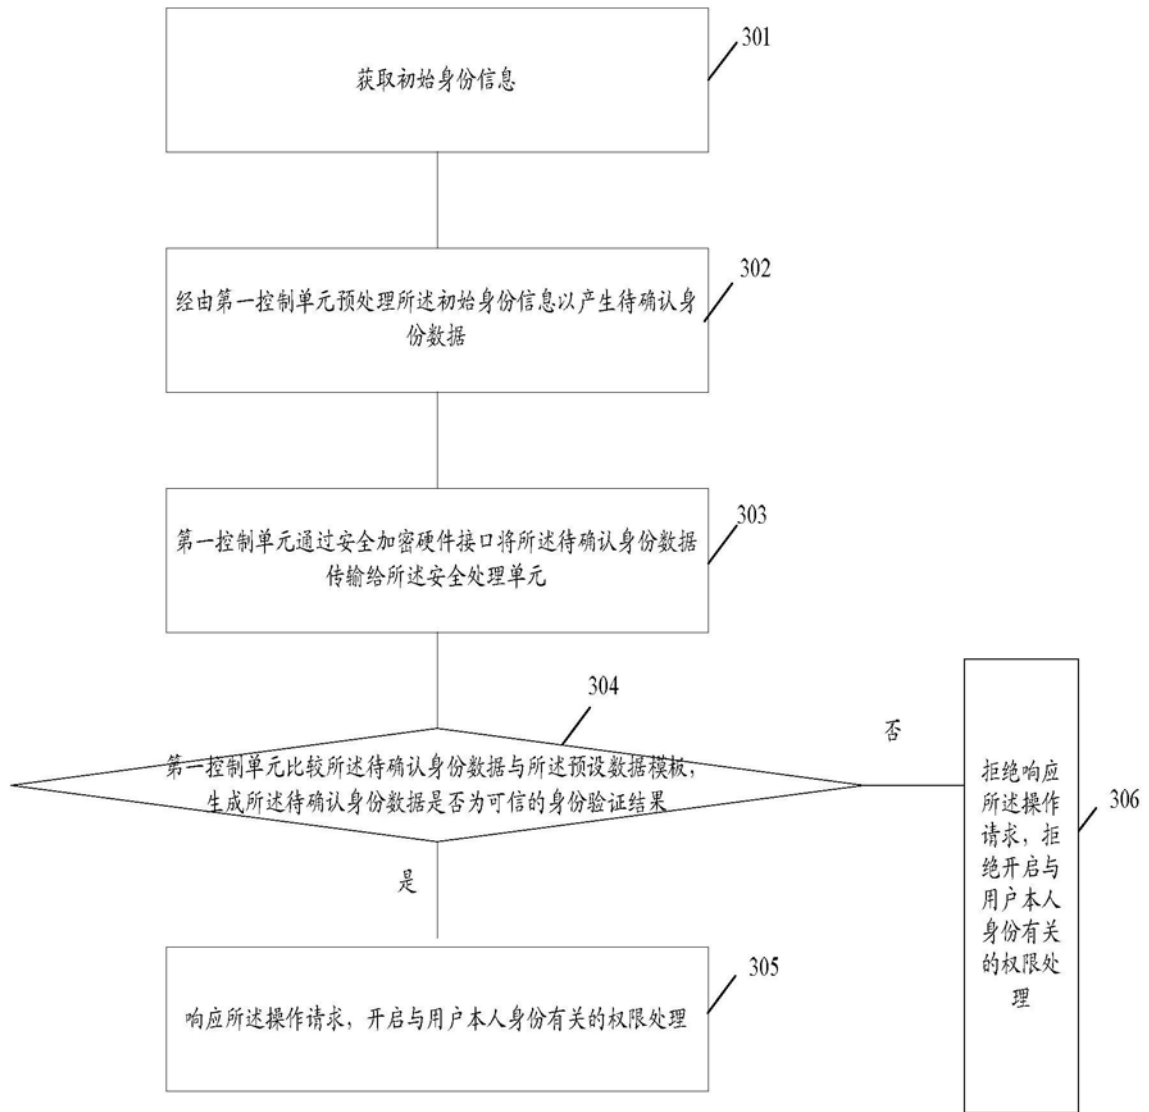 301
获取初始身份信息
302
经由第一控制单元预处理所述初始身份信息以产生待确认身
份数据
303
第一控制单元通过安全加密硬件接口将所述待确认身份数据
传输给所述安全处理单元
304
第一控制单元比较所述待确认身份数据与所述预设数据模板，
生成所述待确认身份数据是否为可信的身份验证结果
否
是
305
响应所述操作请求，开启与用户本人身份有关的权限处理
306
拒绝响应
所述操作
请求，拒
绝开启与
用户本人
身份有关
的权限处
理